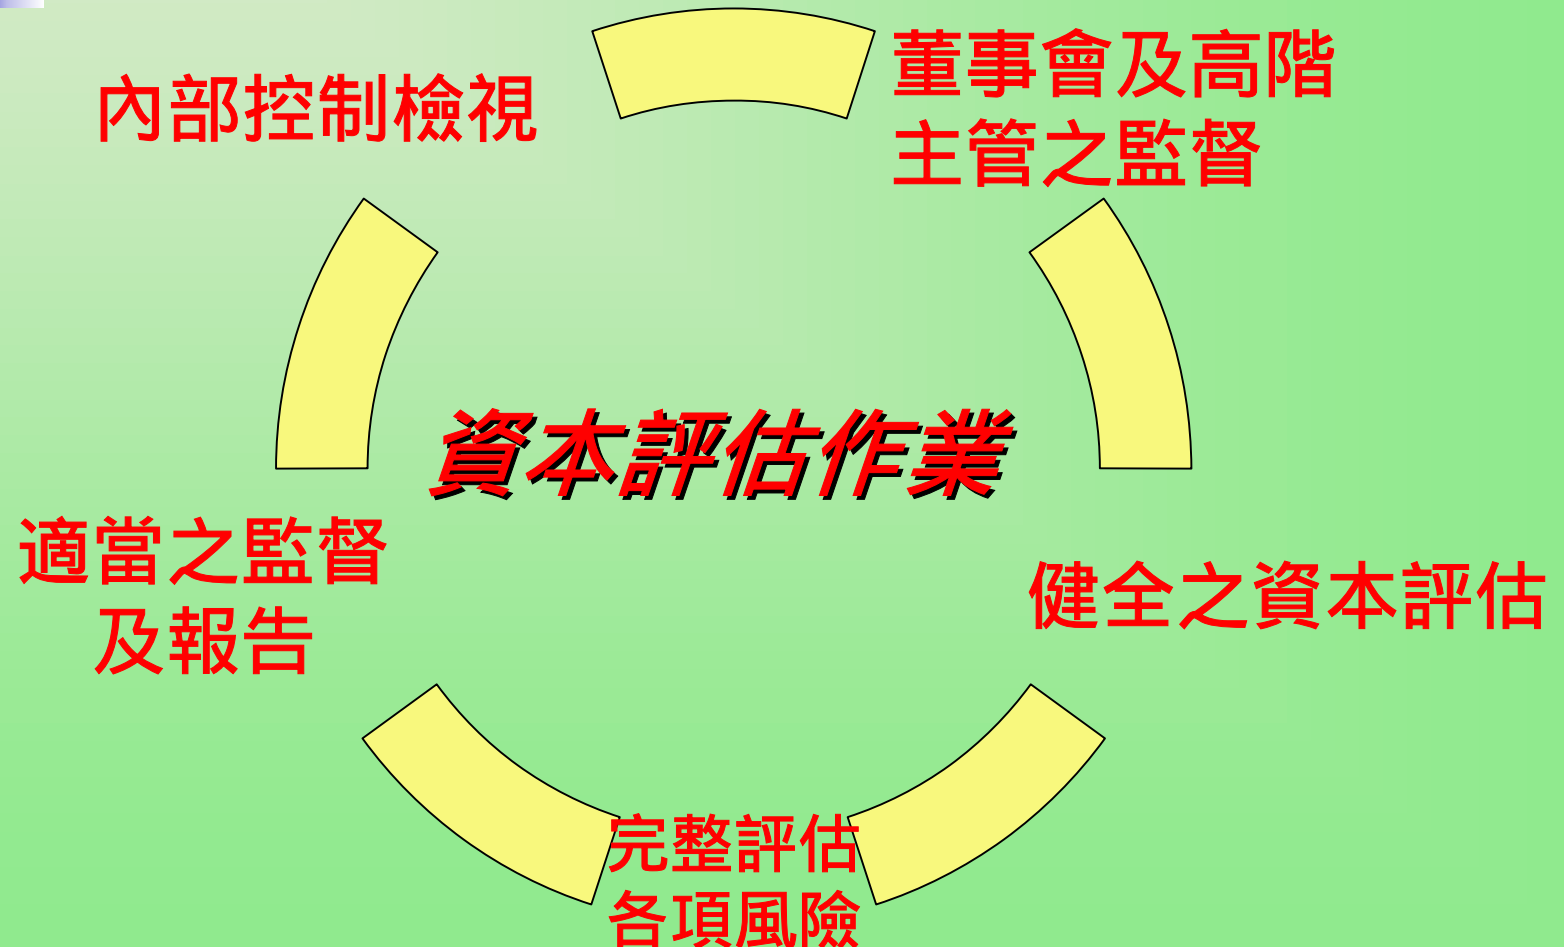 內部控制檢視
董事會及高階
主管之監督
資本評估作業
適當之監督
及報告
健全之資本評估
完整評估
各項風險